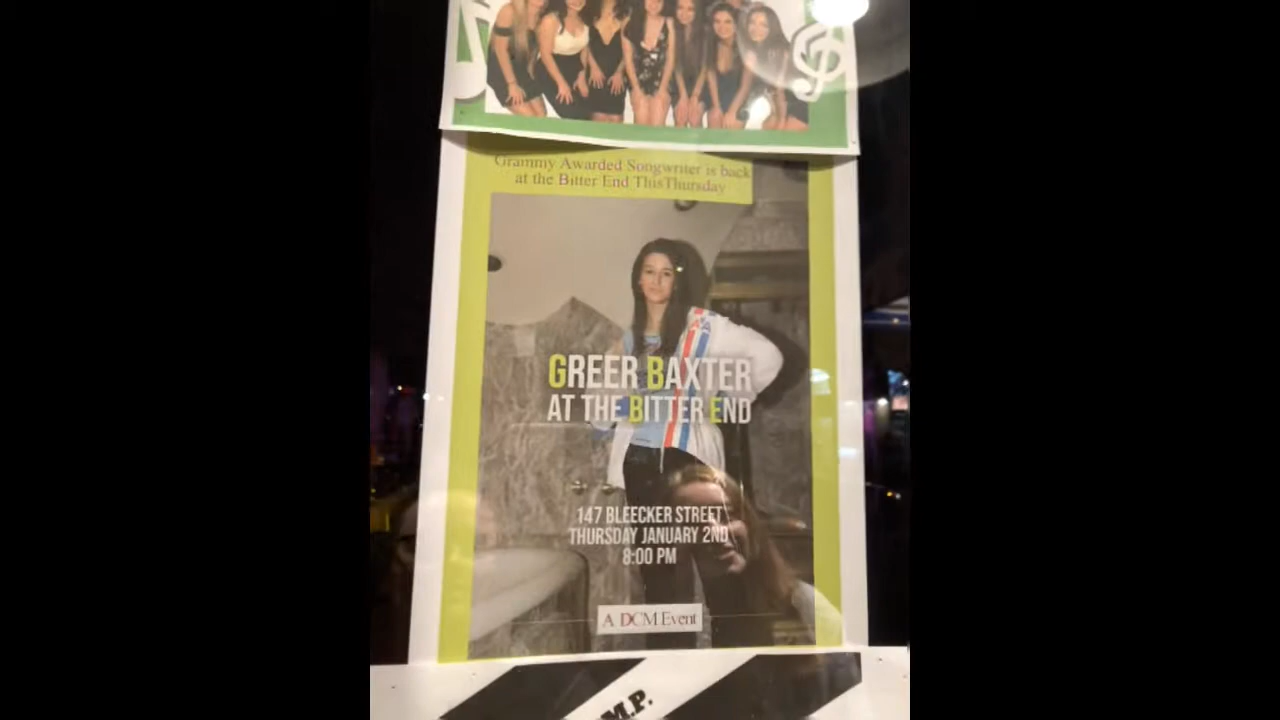 Grammy Awarded Songwriter is back
at the Bitter End ThisThursday
GREER BAXTER
AT THE BITTER END
147 BLEECKER STREET
THURSDAY JANUARY 2ND
8:00 PM
A DCM Event
M.P.